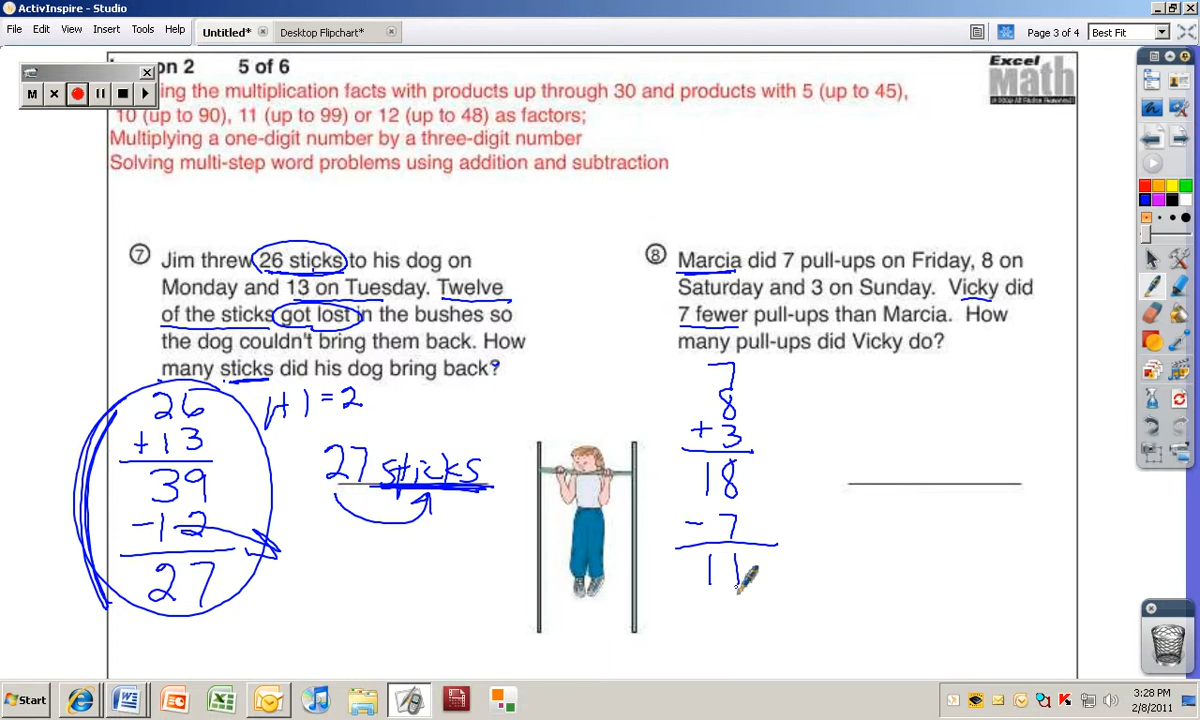 ActivInspire - Studio
File Edit View Insert Tools Help
Untitled* Desktop Flipchart*
Page 3 of 4 Best Fit
on 2 5 of 6
M
Excel
Math
ing the multiplication facts with products up through 30 and products with 5 (up to 45),
10 (up to 90), 11 (up to 99) or 12 (up to 48) as factors;
Multiplying a one-digit number by a three-digit number
Solving multi-step word problems using addition and subtraction
7 Jim threw 26 sticks to his dog on
Monday and 13 on Tuesday. Twelve
of the sticks got lost in the bushes so
the dog couldn't bring them back. How
many sticks did his dog bring back?
26
+13
39
-12
27
1+1=2
27 sticks
8 Marcia did 7 pull-ups on Friday, 8 on
Saturday and 3 on Sunday. Vicky did
7 fewer pull-ups than Marcia. How
many pull-ups did Vicky do?
7
8
+3
18
-7
11
Start
3:28 PM
2/8/2011